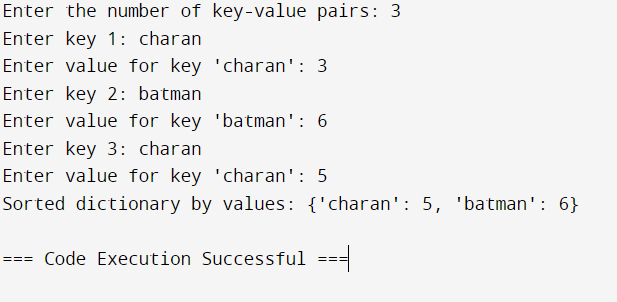 Enter the number of key-value pairs: 3
Enter key 1: charan
Enter value for key 'charan': 3
Enter key 2: batman
Enter value for key 'batman': 6
Enter key 3: charan
Enter value for key 'charan': 5
Sorted dictionary by values: {'charan': 5, 'batman': 6}
=== Code Execution Successful ===